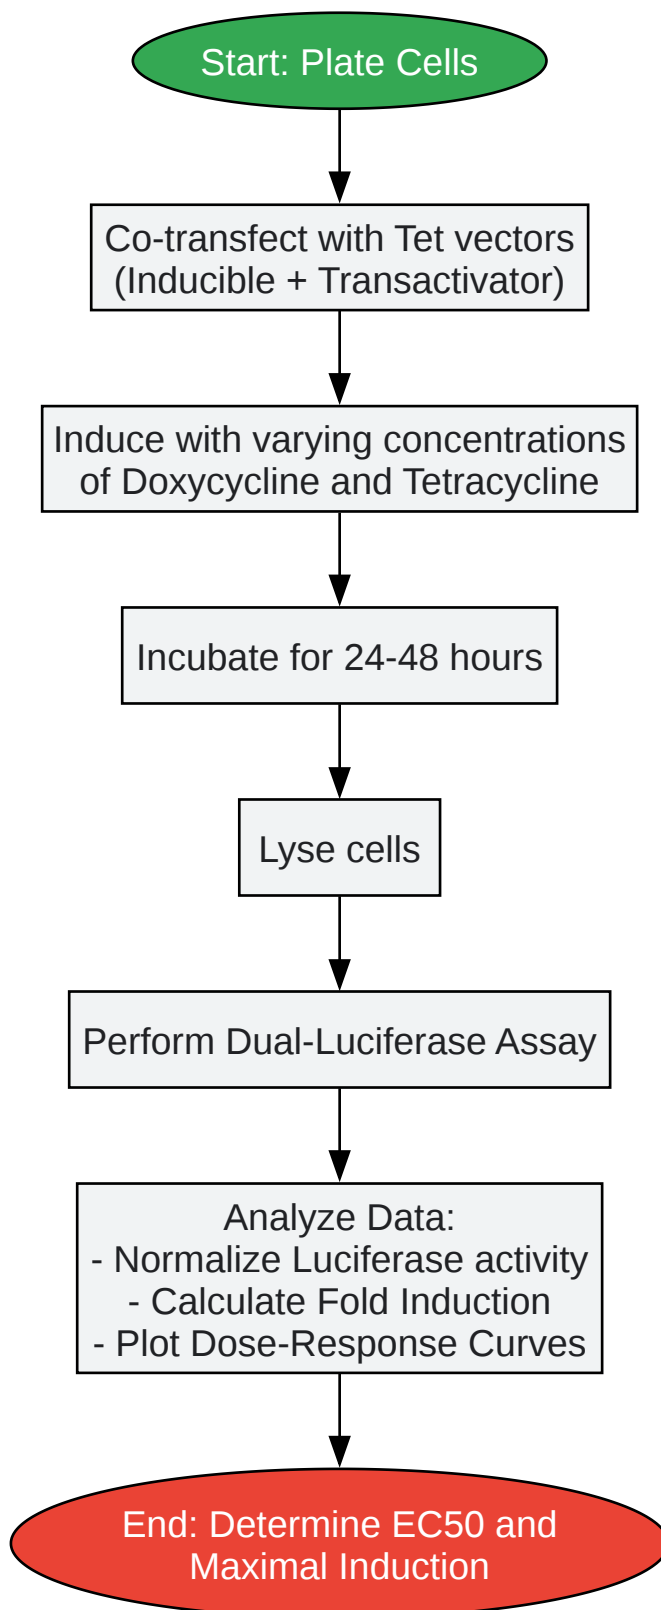 Start: Plate Cells
Co-transfect with Tet vectors
(Inducible + Transactivator)
Induce with varying concentrations
of Doxycycline and Tetracycline
Incubate for 24-48 hours
Lyse cells
Perform Dual-Luciferase Assay
Analyze Data:
- Normalize Luciferase activity
- Calculate Fold Induction
- Plot Dose-Response Curves
End: Determine EC50 and
Maximal Induction